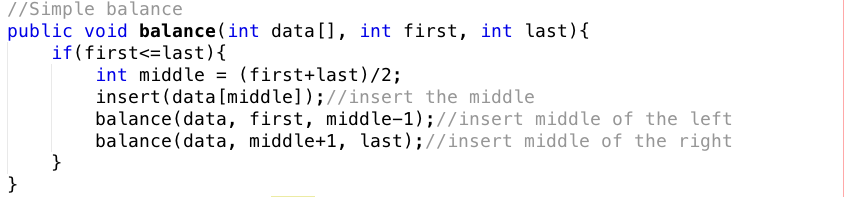 //Simple balance
public void balance(int data[], int first, int last){
    if(first<=last){
        int middle = (first+last)/2;
        insert(data[middle]);//insert the middle
        balance(data, first, middle-1);//insert middle of the left
        balance(data, middle+1, last);//insert middle of the right
    }
}